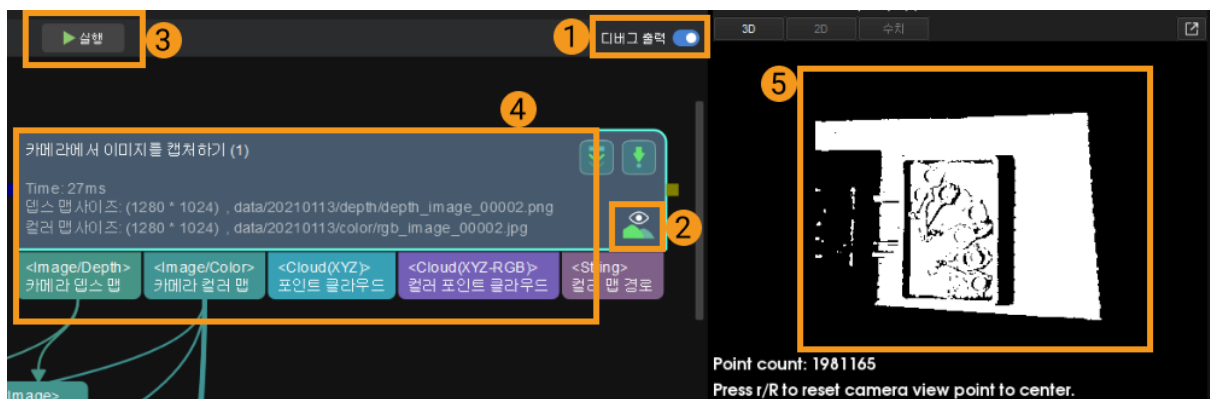 실행
3
1
디버그 출력
3D
2D
수치
5
4
카메라에서 이미지를 캡처하기 (1)
Time: 27ms
뎁스 맵 사이즈: (1280 * 1024) , data/20210113/depth/depth_image_00002.png
컬러 맵 사이즈: (1280 * 1024) , data/20210113/color/rgb_image_00002.jpg
2
<Image/Depth>
카메라 뎁스 맵
<Image/Color>
카메라 컬러 맵
<Cloud(XYZ)>
포인트 클라우드
<Cloud(XYZ-RGB)>
컬러 포인트 클라우드
<String>
컬러 맵 경로
Image>
Point count: 1981165
Press r/R to reset camera view point to center.